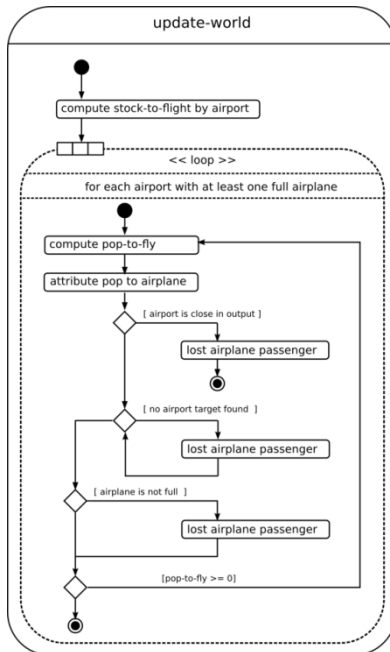 update-world
compute stock-to-flight by airport
<< loop >>
for each airport with at least one full airplane
compute pop-to-fly
attribute pop to airplane
[ airport is close in output ]
lost airplane passenger
[ no airport target found ]
lost airplane passenger
[ airplane is not full ]
lost airplane passenger
[pop-to-fly >= 0]